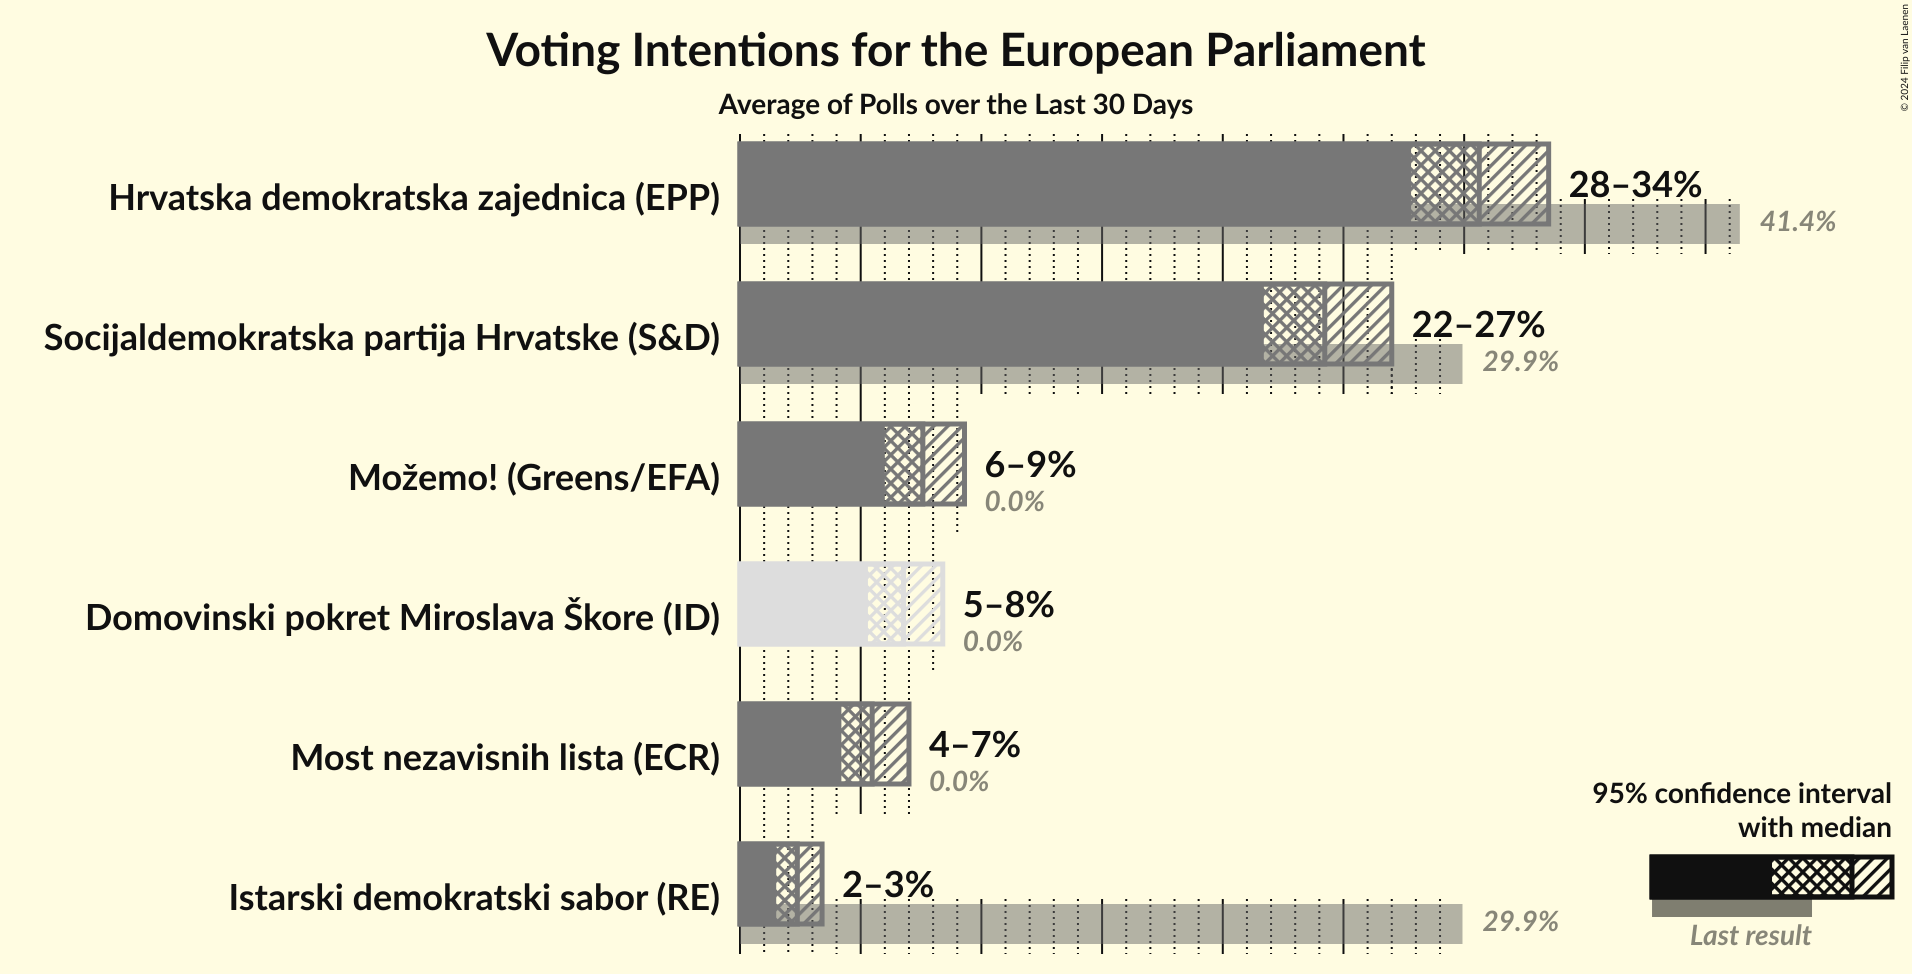 Voting Intentions for the European Parliament
Average of Polls over the Last 30 Days
© 2024 Filip van Laenen
Hrvatska demokratska zajednica (EPP)
28–34%
41.4%
Socijaldemokratska partija Hrvatske (S&D)
22–27%
29.9%
Možemo! (Greens/EFA)
6–9%
0.0%
Domovinski pokret Miroslava Škore (ID)
5–8%
0.0%
Most nezavisnih lista (ECR)
4–7%
0.0%
Istarski demokratski sabor (RE)
2–3%
29.9%
95% confidence interval
with median
Last result